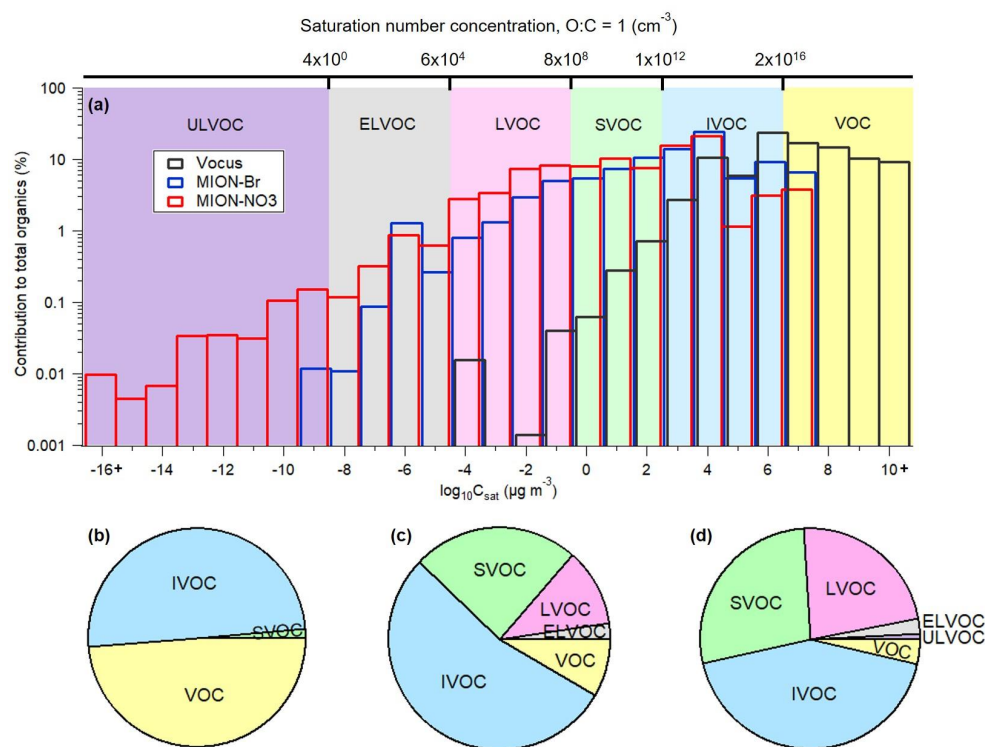 Saturation number concentration, O:C = 1 (cm⁻³)
4x10⁰ 6x10⁴ 8x10⁸ 1x10¹² 2x10¹⁶
(a)
ULVOC ELVOC LVOC SVOC IVOC VOC
Vocus
MION-Br
MION-NO3
Contribution to total organics (%)
100
10
1
0.1
0.01
0.001
-16+ -14 -12 -10 -8 -6 -4 -2 0 2 4 6 8 10+
log₁₀Cₛₐₜ (µg m⁻³)
(b)
IVOC
SVOC
VOC
(c)
SVOC
LVOC
ELVOC
VOC
IVOC
(d)
LVOC
SVOC
ELVOC
ULVOC
VOC
IVOC